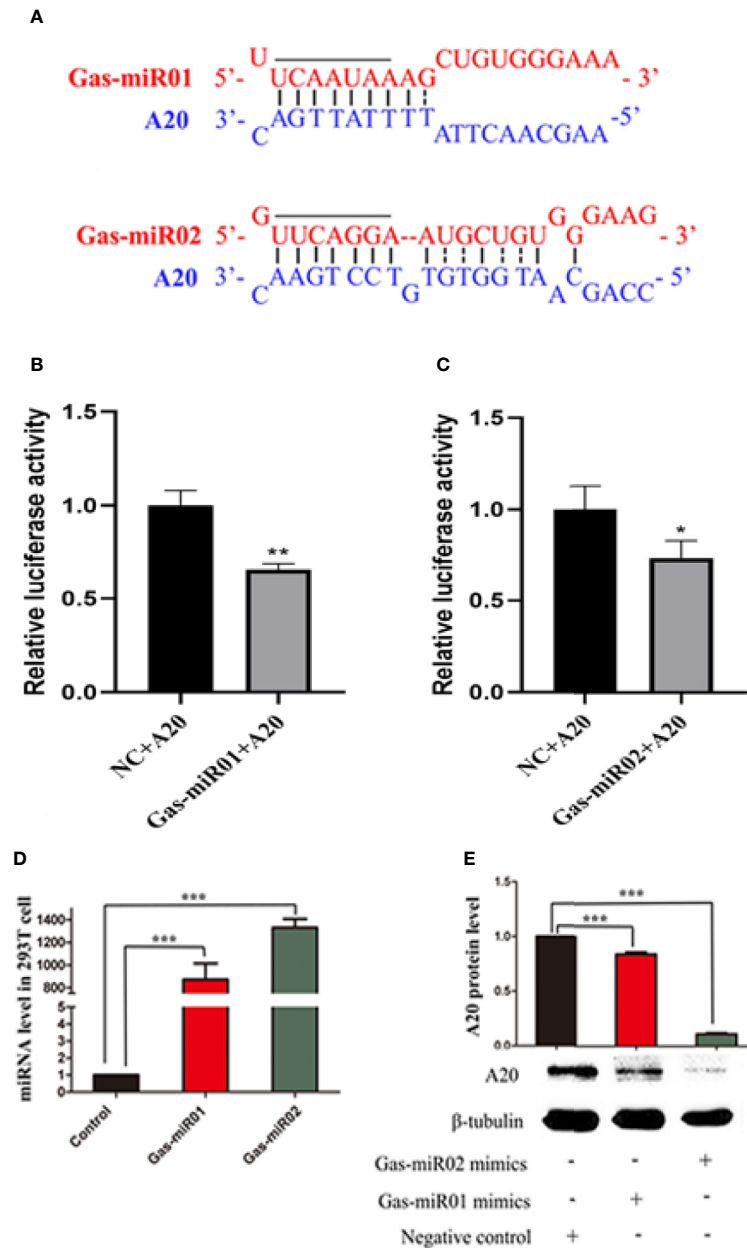 A
U CUGUGGGAAA
Gas-miR01 5’- UCAAUAAAG - 3’
A20 3’- AGTTATTTT -5’
C ATTCAACGAA
G G GAAG
Gas-miR02 5’- UUCAGGA--AUGCUGU G - 3’
A20 3’- AAGTCCT TGTGGTA C - 5’
C G A GACC
B
Relative luciferase activity
1.5
1.0
0.5
0.0
**
NC+A20
Gas-miR01+A20
C
Relative luciferase activity
1.5
1.0
0.5
0.0
*
NC+A20
Gas-miR02+A20
D
miRNA level in 293T cell
1400
1200
1000
800
5
4
3
2
1
0
***
***
Control
Gas-miR01
Gas-miR02
E
A20 protein level
1.5
1.0
0.5
0.0
***
***
A20
β-tubulin
Gas-miR02 mimics - - +
Gas-miR01 mimics - + -
Negative control + - -